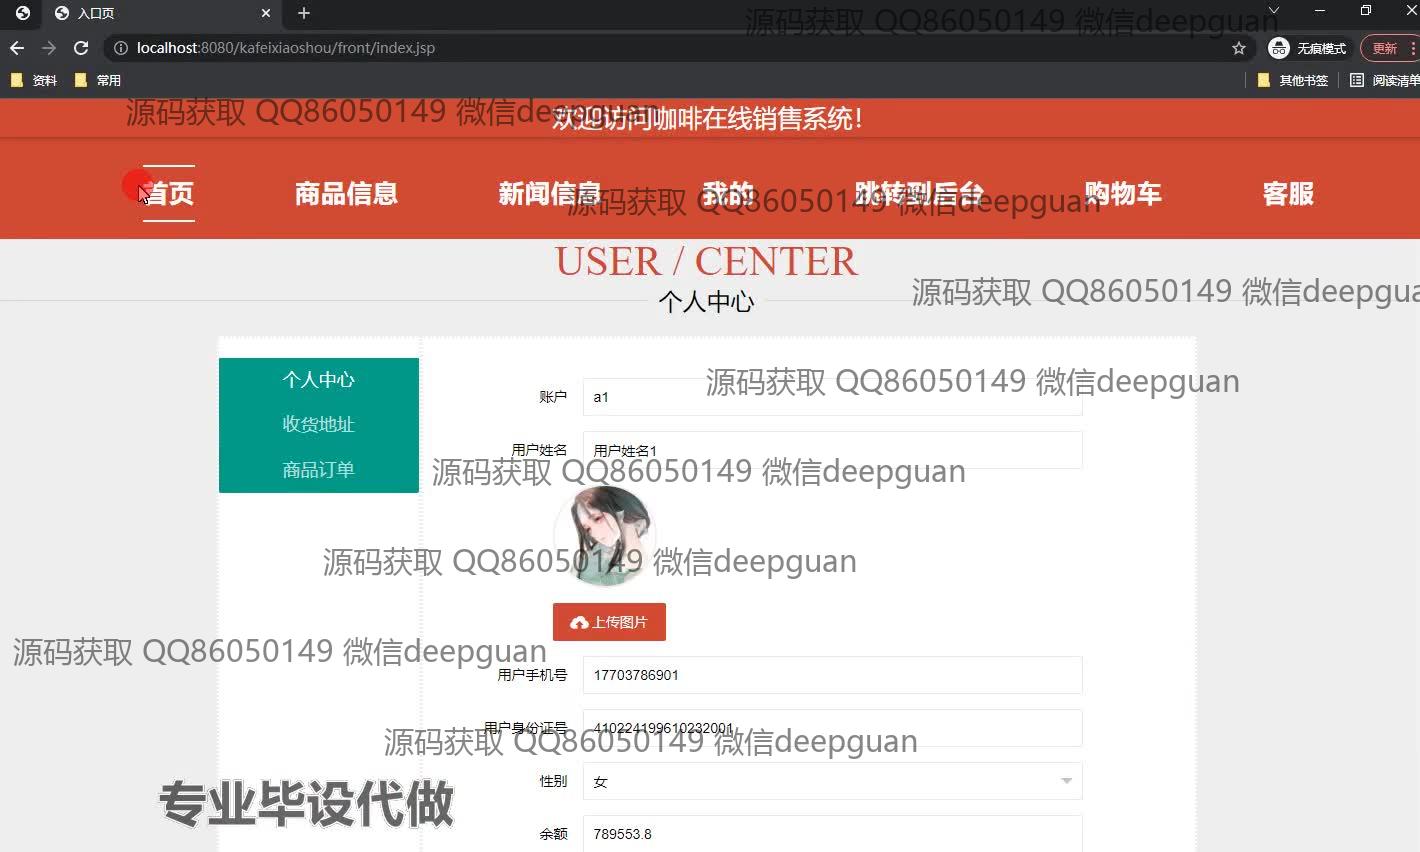 入口页
源码获取 QQ86050149 微信deepguan
localhost:8080/kafeixiaoshou/front/index.jsp
无痕模式
更新
资料
常用
其他书签
阅读清单
源码获取 QQ86050149 微信deepguan
欢迎访问咖啡在线销售系统!
首页
商品信息
新闻信息
我的
跳转到后台
购物车
客服
源码获取 QQ86050149 微信deepguan
USER / CENTER
源码获取 QQ86050149 微信deepgua
个人中心
个人中心
收货地址
商品订单
源码获取 QQ86050149 微信deepguan
账户 a1
用户姓名 用户姓名1
源码获取 QQ86050149 微信deepguan
源码获取 QQ86050149 微信deepguan
上传图片
源码获取 QQ86050149 微信deepguan
用户手机号 17703786901
用户身份证号 410224199610232001
源码获取 QQ86050149 微信deepguan
性别 女
专业毕设代做
余额 789553.8